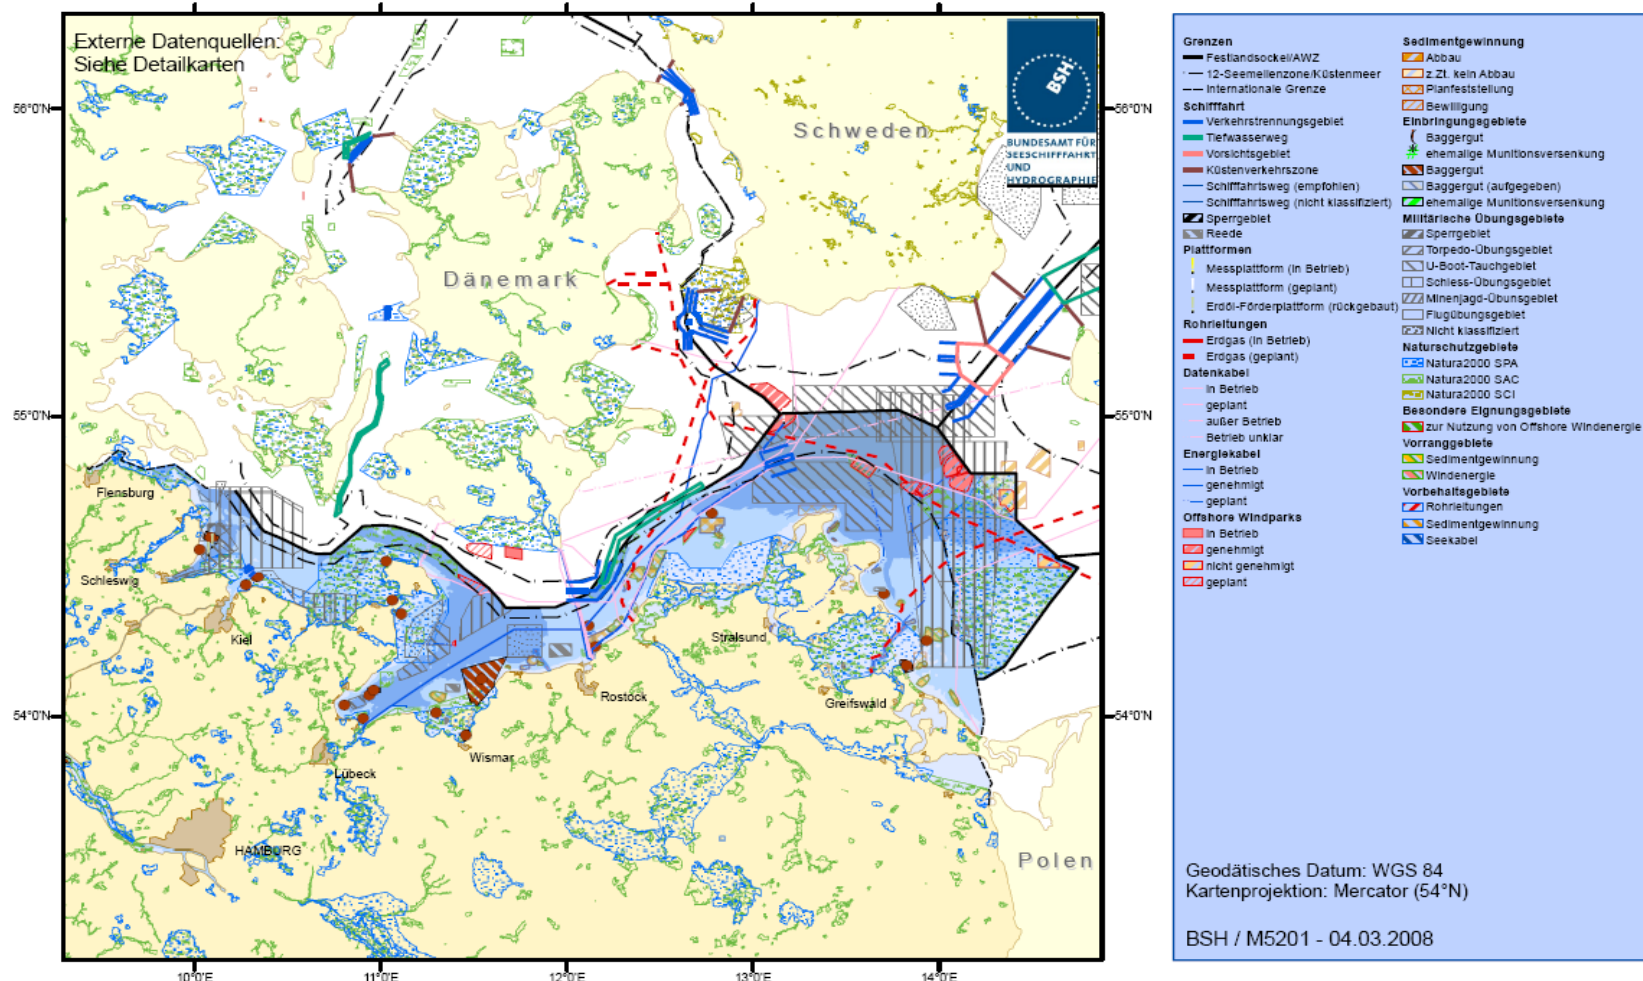 Externe Datenquellen:
Siehe Detailkarten
56°0'N
55°0'N
54°0'N
56°0'N
55°0'N
54°0'N
10°0'E
11°0'E
12°0'E
13°0'E
14°0'E
Schweden
Dänemark
Polen
BSH
BUNDESAMT FÜR
SEESCHIFFFAHRT
UND
HYDROGRAPHIE
Flensburg
Schleswig
Kiel
Lübeck
HAMBURG
Wismar
Rostock
Stralsund
Greifswald
Grenzen
Festlandsockel/AWZ
12-Seemeilenzone/Küstenmeer
Internationale Grenze
Schifffahrt
Verkehrstrennungsgebiet
Tiefwasserweg
Vorsichtsgebiet
Küstenverkehrszone
Schifffahrtsweg (empfohlen)
Schifffahrtsweg (nicht klassifiziert)
Sperrgebiet
Reede
Plattformen
Messplattform (in Betrieb)
Messplattform (geplant)
Erdöl-Förderplattform (rückgebaut)
Rohrleitungen
Erdgas (in Betrieb)
Erdgas (geplant)
Datenkabel
in Betrieb
geplant
außer Betrieb
Betrieb unklar
Energiekabel
in Betrieb
genehmigt
geplant
Offshore Windparks
in Betrieb
genehmigt
nicht genehmigt
geplant
Sedimentgewinnung
Abbau
z.Zt. kein Abbau
Planfeststellung
Bewilligung
Einbringungsgebiete
Baggergut
ehemalige Munitionsversenkung
Baggergut
Baggergut (aufgegeben)
ehemalige Munitionsversenkung
Militärische Übungsgebiete
Sperrgebiet
Torpedo-Übungsgebiet
U-Boot-Tauchgebiet
Schiess-Übungsgebiet
Minenjagd-Übunsgebiet
Flugübungsgebiet
Nicht klassifiziert
Naturschutzgebiete
Natura2000 SPA
Natura2000 SAC
Natura2000 SCI
Besondere Eignungsgebiete
zur Nutzung von Offshore Windenergie
Vorranggebiete
Sedimentgewinnung
Windenergie
Vorbehaltsgebiete
Rohrleitungen
Sedimentgewinnung
Seekabel
Geodätisches Datum: WGS 84
Kartenprojektion: Mercator (54°N)
BSH / M5201 - 04.03.2008